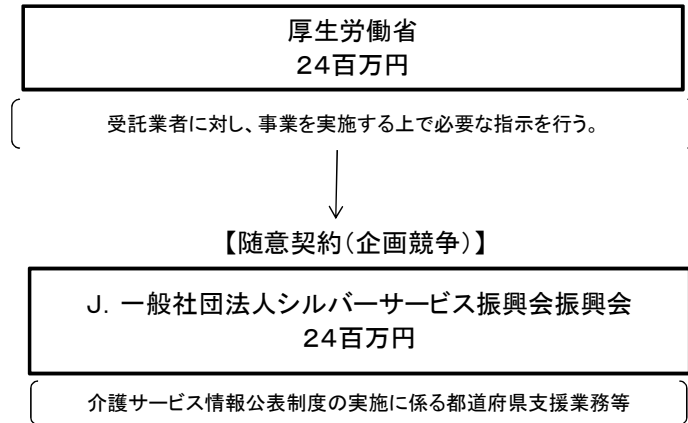 厚生労働省
24百万円
受託業者に対し、事業を実施する上で必要な指示を行う。
【随意契約(企画競争)】
J. 一般社団法人シルバーサービス振興会振興会
24百万円
介護サービス情報公表制度の実施に係る都道府県支援業務等